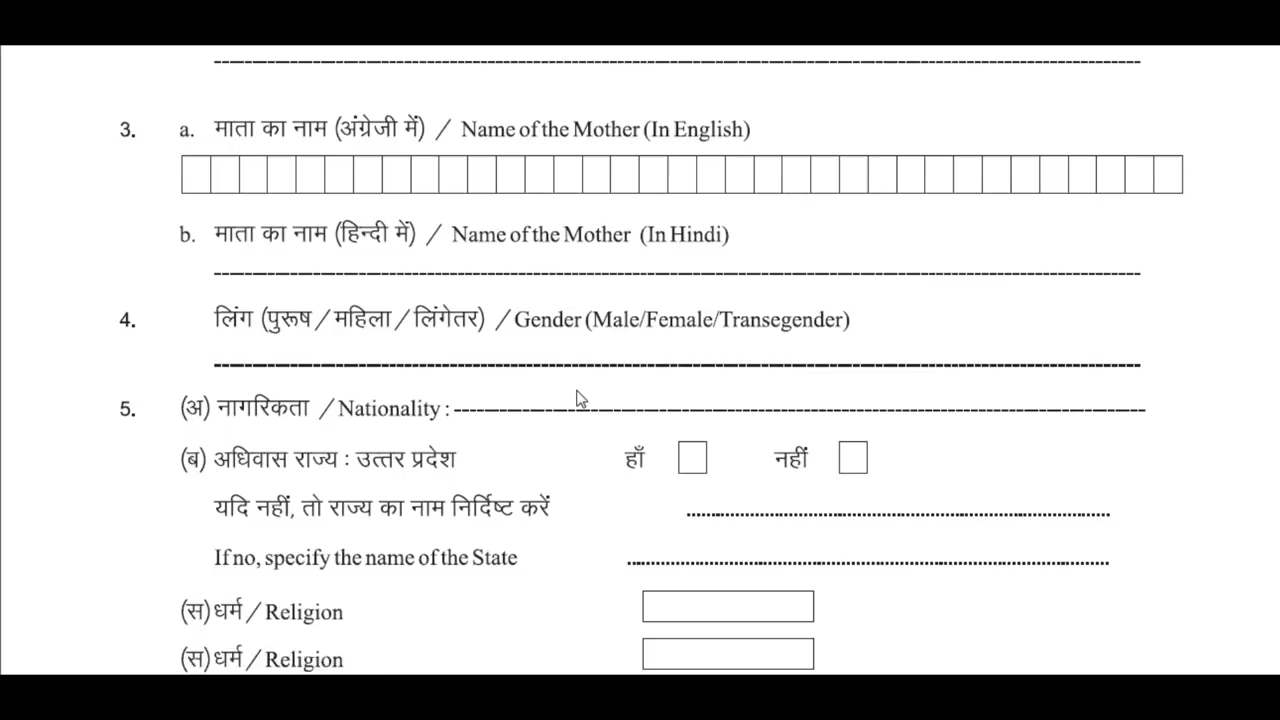 3. a. माता का नाम (अंग्रेजी में) / Name of the Mother (In English)
b. माता का नाम (हिन्दी में) / Name of the Mother (In Hindi)
4. लिंग (पुरूष / महिला / लिंगेतर) / Gender (Male/Female/Transegender)
5. (अ) नागरिकता / Nationality :
(ब) अधिवास राज्य : उत्तर प्रदेश हाँ नहीं
यदि नहीं, तो राज्य का नाम निर्दिष्ट करें
If no, specify the name of the State
(स) धर्म / Religion
(स) धर्म / Religion